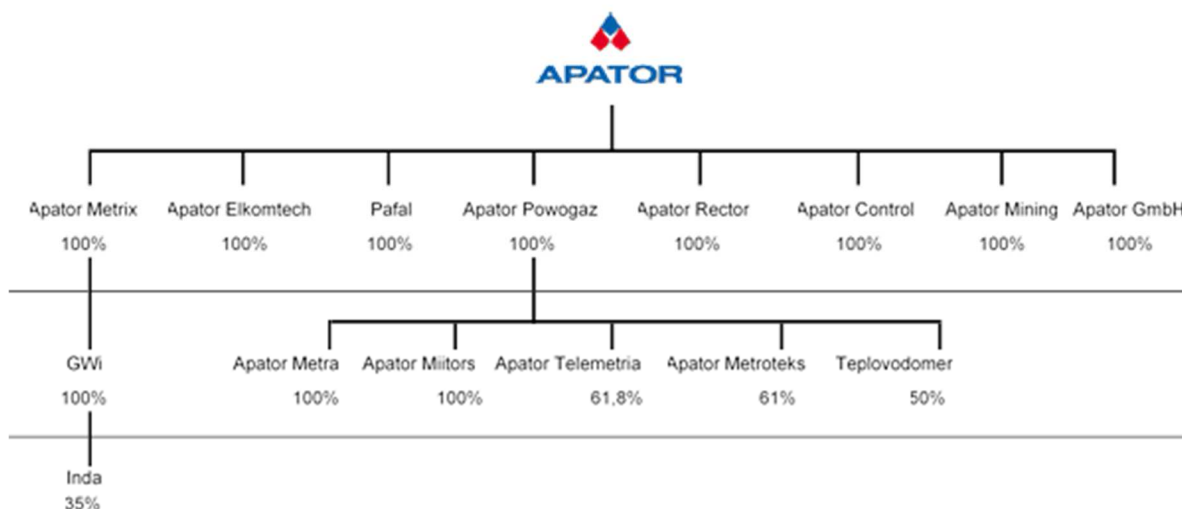 APATOR
Apator Metrix Apator Elkomtech Pafal Apator Powogaz Apator Rector Apator Control Apator Mining Apator GmbH
100% 100% 100% 100% 100% 100% 100% 100%
GWi Apator Metra Apator Miitors Apator Telemetria Apator Metroteks Teplovodomer
100% 100% 100% 61,8% 61% 50%
Inda
35%